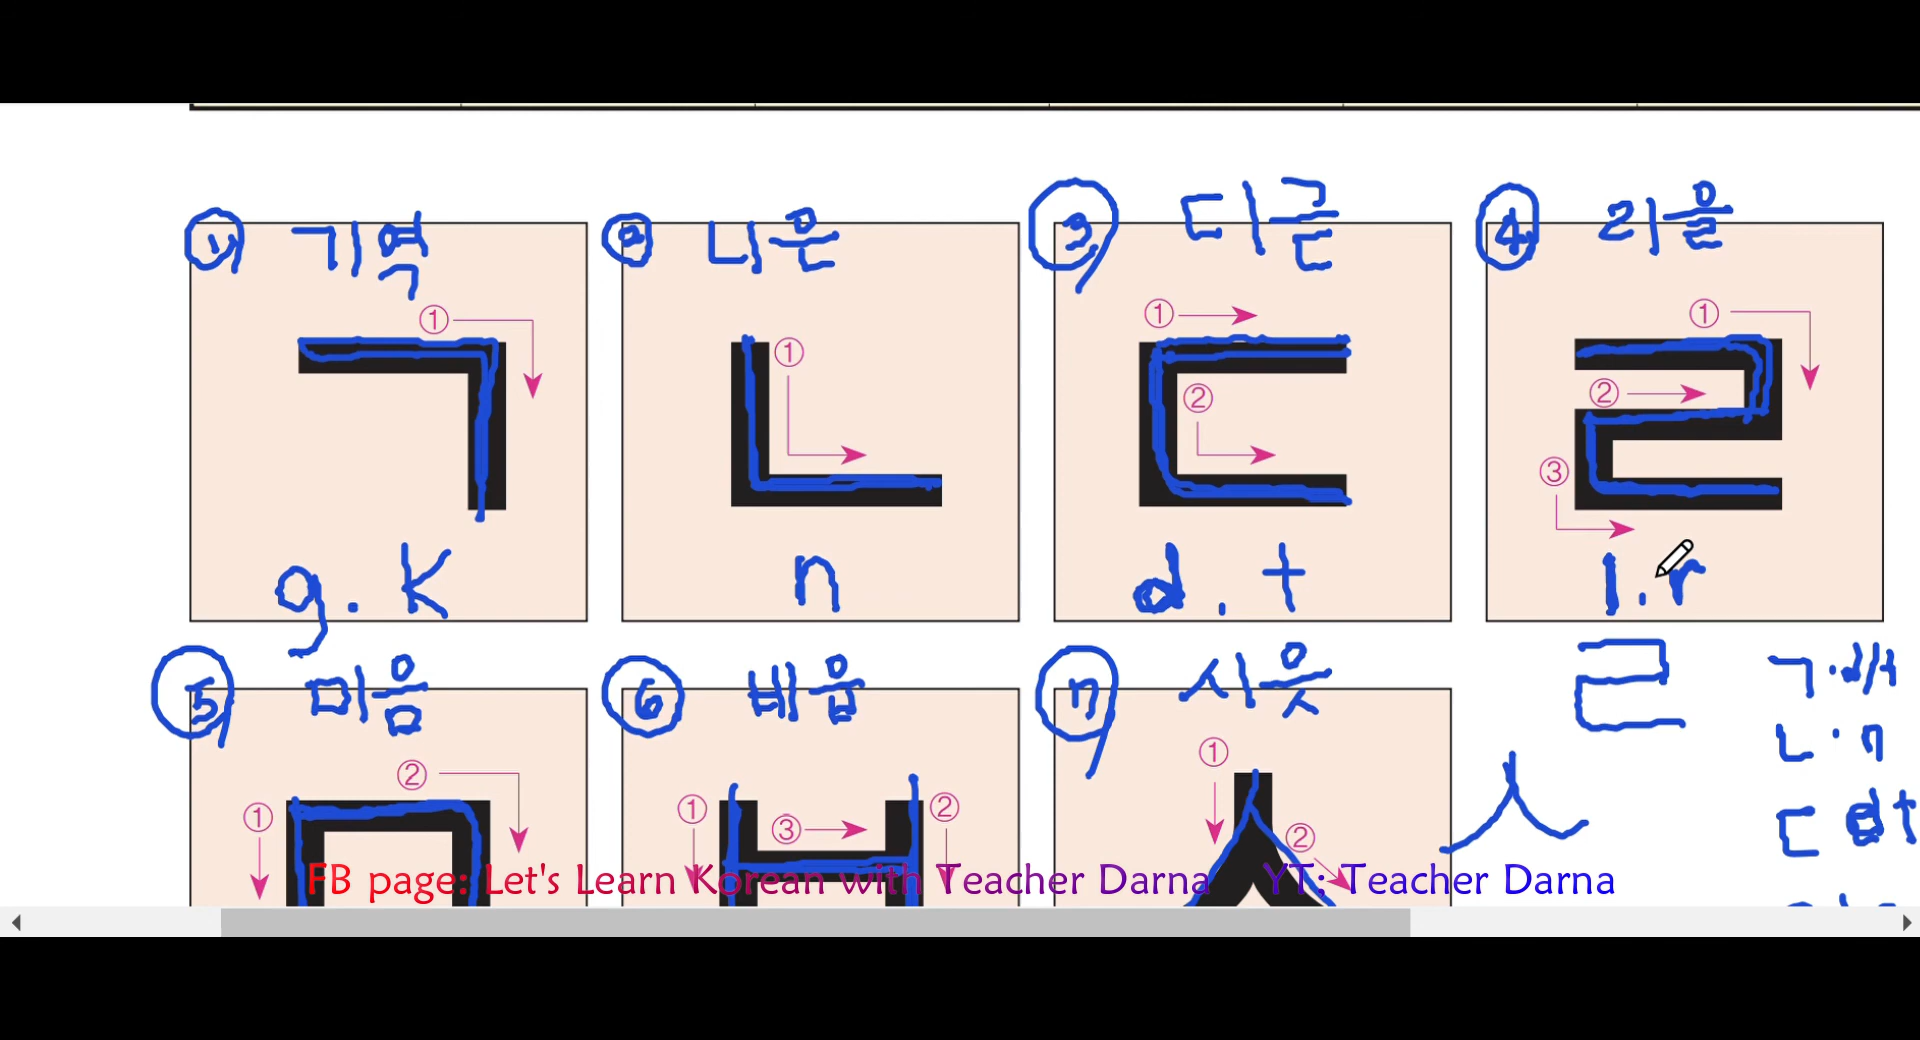 1 기역 2 니은 3 디귿 4 리을
① ① ① ①
ㄱ ㄴ ㄷ ㄹ
② ②
③
g. k n d. t l. r
ㄹ ㄱ · d/t
5 미음 6 비읍 7 시옷
ㄴ · n
② ①
① ① ③ ② ②
ㅁ ㅂ ㅅ ㅅ ㄷ dt
FB page: Let's Learn Korean with Teacher Darna YT: Teacher Darna